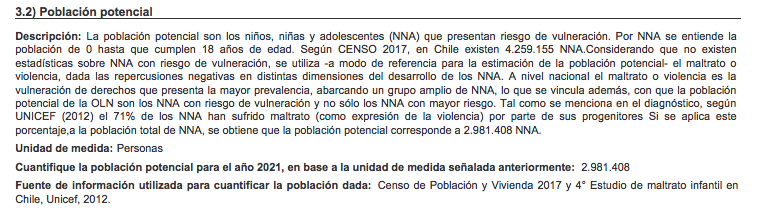 3.2) Población potencial
Descripción: La población potencial son los niños, niñas y adolescentes (NNA) que presentan riesgo de vulneración. Por NNA se entiende la
población de 0 hasta que cumplen 18 años de edad. Según CENSO 2017, en Chile existen 4.259.155 NNA.Considerando que no existen
estadísticas sobre NNA con riesgo de vulneración, se utiliza -a modo de referencia para la estimación de la población potencial- el maltrato o
violencia, dada las repercusiones negativas en distintas dimensiones del desarrollo de los NNA. A nivel nacional el maltrato o violencia es la
vulneración de derechos que presenta la mayor prevalencia, abarcando un grupo amplio de NNA, lo que se vincula además, con que la población
potencial de la OLN son los NNA con riesgo de vulneración y no sólo los NNA con mayor riesgo. Tal como se menciona en el diagnóstico, según
UNICEF (2012) el 71% de los NNA han sufrido maltrato (como expresión de la violencia) por parte de sus progenitores Si se aplica este
porcentaje,a la población total de NNA, se obtiene que la población potencial corresponde a 2.981.408 NNA.
Unidad de medida: Personas
Cuantifique la población potencial para el año 2021, en base a la unidad de medida señalada anteriormente: 2.981.408
Fuente de información utilizada para cuantificar la población dada: Censo de Población y Vivienda 2017 y 4° Estudio de maltrato infantil en
Chile, Unicef, 2012.